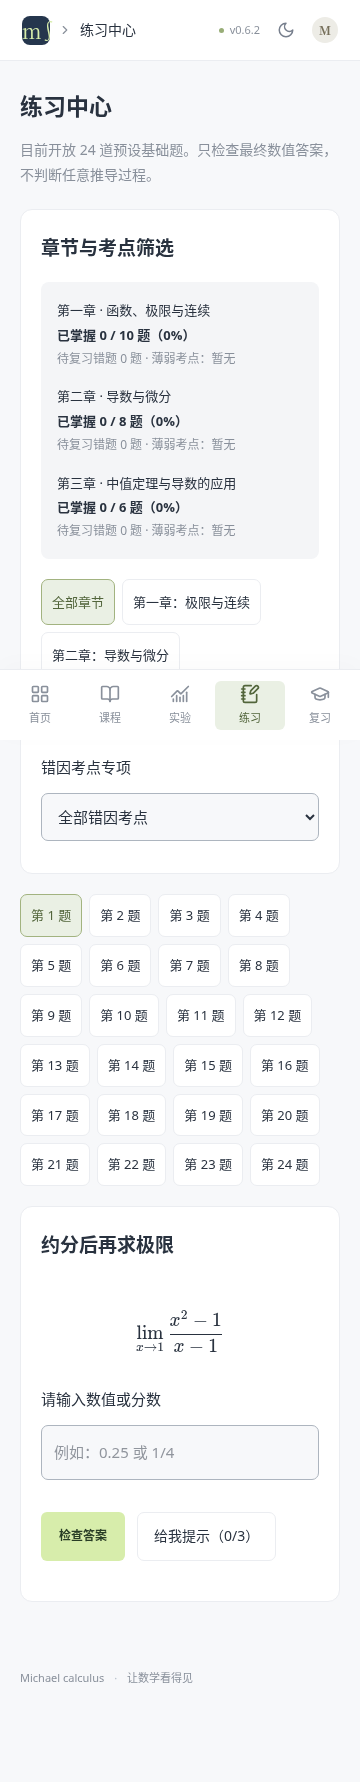 m∫ > 练习中心 v0.6.2 M
练习中心
目前开放 24 道预设基础题。只检查最终数值答案，
不判断任意推导过程。
章节与考点筛选
第一章 · 函数、极限与连续
已掌握 0 / 10 题（0%）
待复习错题 0 题 · 薄弱考点：暂无
第二章 · 导数与微分
已掌握 0 / 8 题（0%）
待复习错题 0 题 · 薄弱考点：暂无
第三章 · 中值定理与导数的应用
已掌握 0 / 6 题（0%）
待复习错题 0 题 · 薄弱考点：暂无
全部章节 第一章：极限与连续
第二章：导数与微分
首页 课程 实验 练习 复习
错因考点专项
全部错因考点
第 1 题 第 2 题 第 3 题 第 4 题
第 5 题 第 6 题 第 7 题 第 8 题
第 9 题 第 10 题 第 11 题 第 12 题
第 13 题 第 14 题 第 15 题 第 16 题
第 17 题 第 18 题 第 19 题 第 20 题
第 21 题 第 22 题 第 23 题 第 24 题
约分后再求极限
lim x→1 (x² − 1)/(x − 1)
请输入数值或分数
例如：0.25 或 1/4
检查答案 给我提示（0/3）
Michael calculus · 让数学看得见